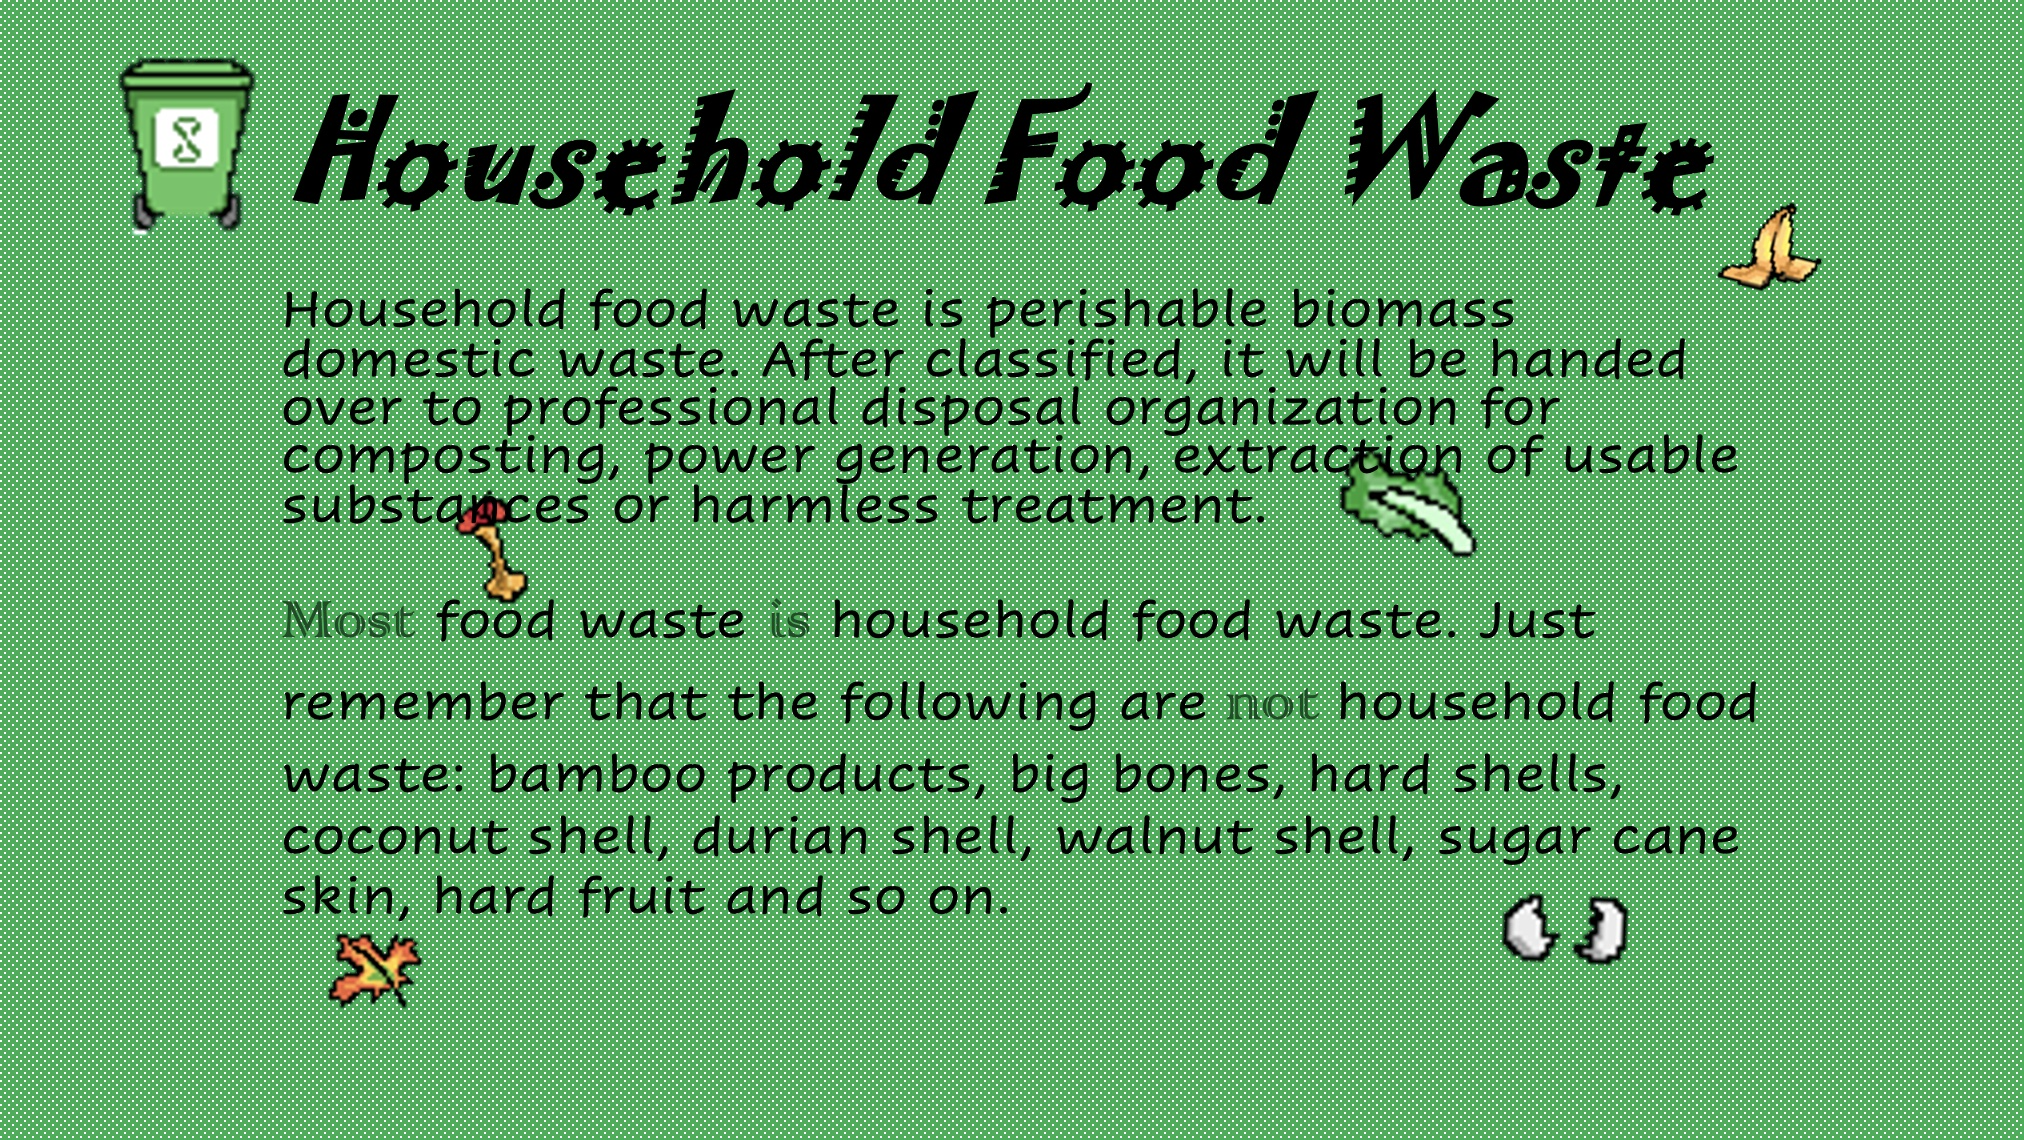 Household Food Waste
Household food waste is perishable biomass
domestic waste. After classified, it will be handed
over to professional disposal organization for
composting, power generation, extraction of usable
substances or harmless treatment.
Most food waste is household food waste. Just
remember that the following are not household food
waste: bamboo products, big bones, hard shells,
coconut shell, durian shell, walnut shell, sugar cane
skin, hard fruit and so on.